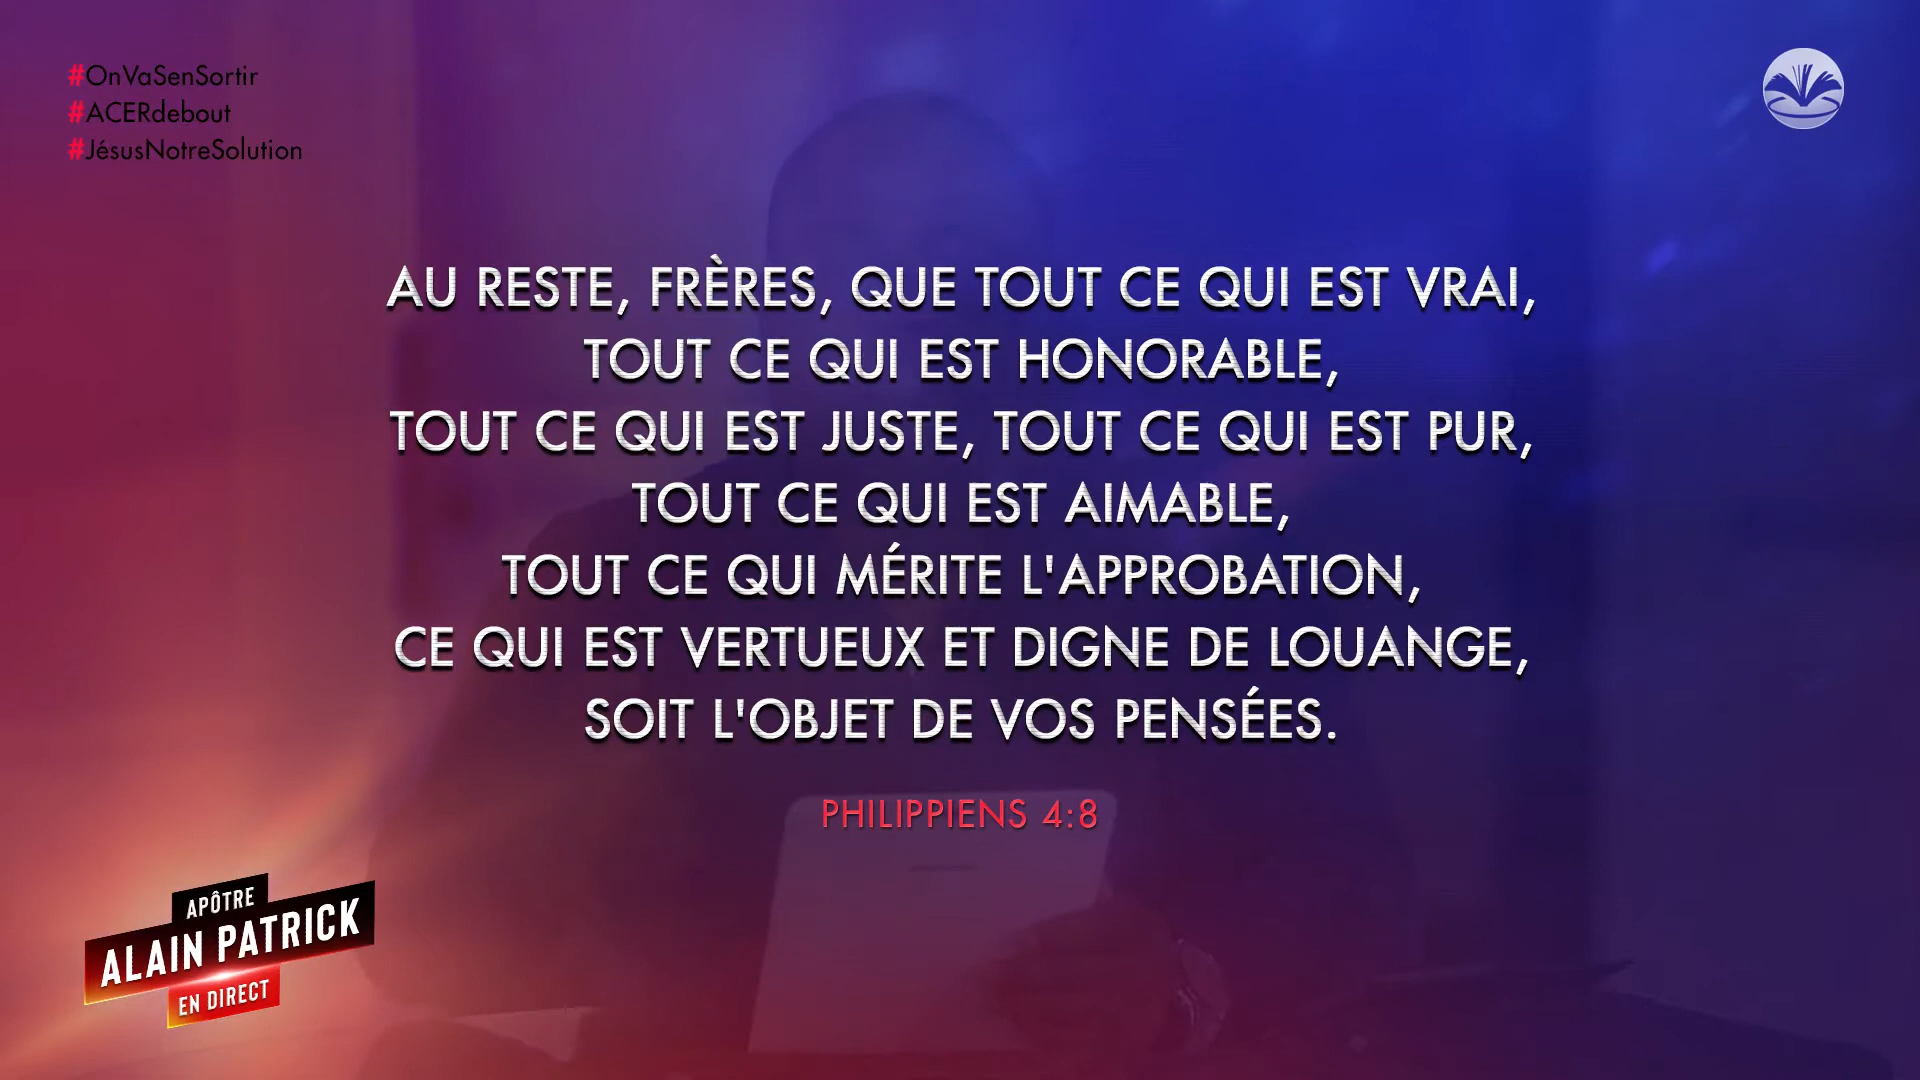 #OnVaSenSortir
#ACERdebout
#JésusNotreSolution
AU RESTE, FRÈRES, QUE TOUT CE QUI EST VRAI,
TOUT CE QUI EST HONORABLE,
TOUT CE QUI EST JUSTE, TOUT CE QUI EST PUR,
TOUT CE QUI EST AIMABLE,
TOUT CE QUI MÉRITE L'APPROBATION,
CE QUI EST VERTUEUX ET DIGNE DE LOUANGE,
SOIT L'OBJET DE VOS PENSÉES.
PHILIPPIENS 4:8
APÔTRE
ALAIN PATRICK
EN DIRECT